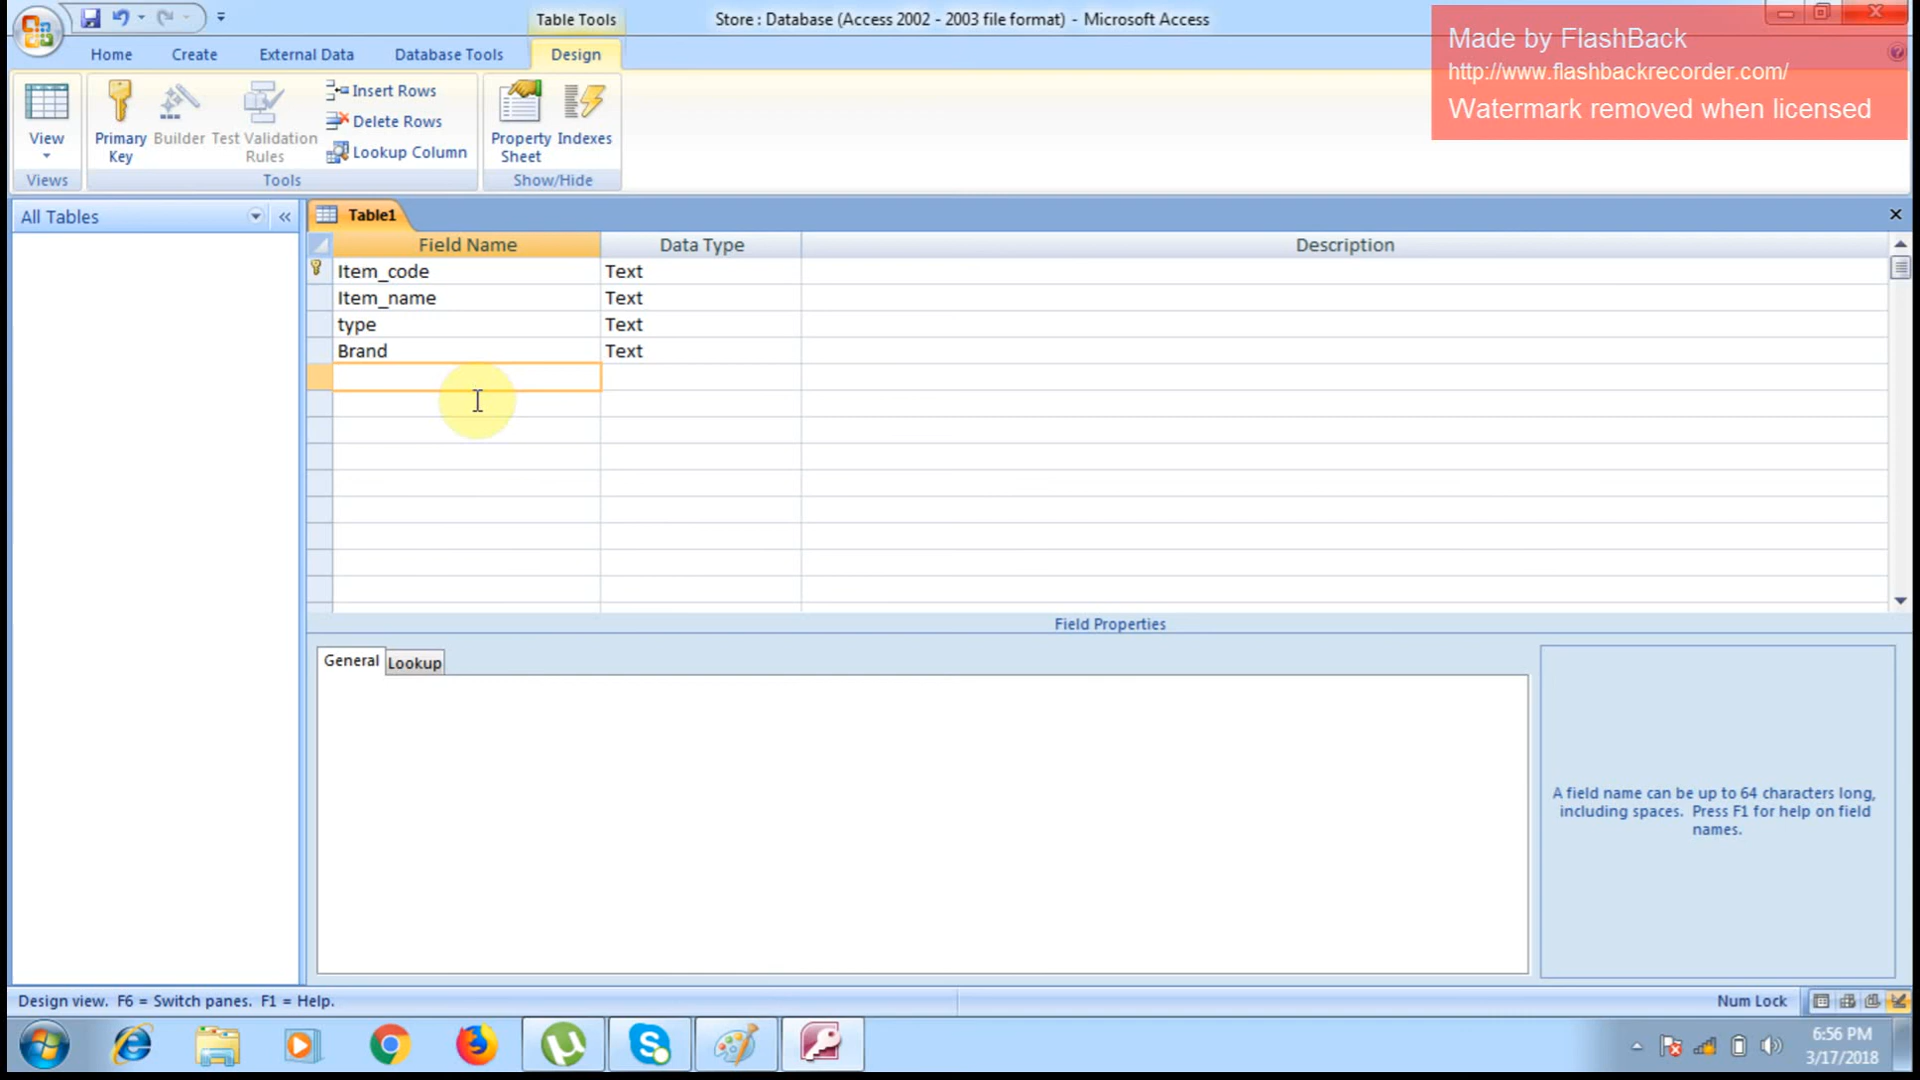 Table Tools
Store : Database (Access 2002 - 2003 file format) - Microsoft Access
Made by FlashBack
http://www.flashbackrecorder.com/
Watermark removed when licensed
Home
Create
External Data
Database Tools
Design
View
Primary Key
Builder
Test Validation Rules
Insert Rows
Delete Rows
Lookup Column
Property Sheet
Indexes
Views
Tools
Show/Hide
All Tables
Table1
Field Name
Data Type
Description
Item_code
Text
Item_name
Text
type
Text
Brand
Text
Field Properties
General
Lookup
A field name can be up to 64 characters long,
including spaces. Press F1 for help on field
names.
Design view. F6 = Switch panes. F1 = Help.
Num Lock
6:56 PM
3/17/2018